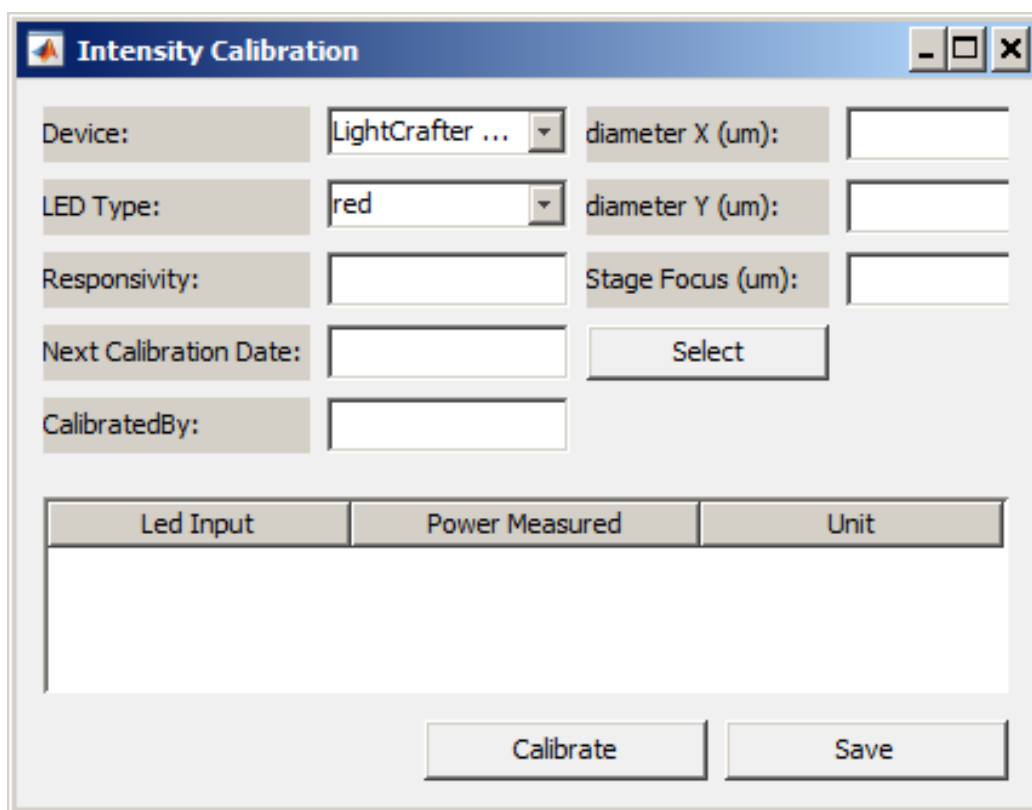 Intensity Calibration
Device: LightCrafter ... diameter X (um):
LED Type: red diameter Y (um):
Responsivity: Stage Focus (um):
Next Calibration Date: Select
CalibratedBy:
Led Input Power Measured Unit
Calibrate Save